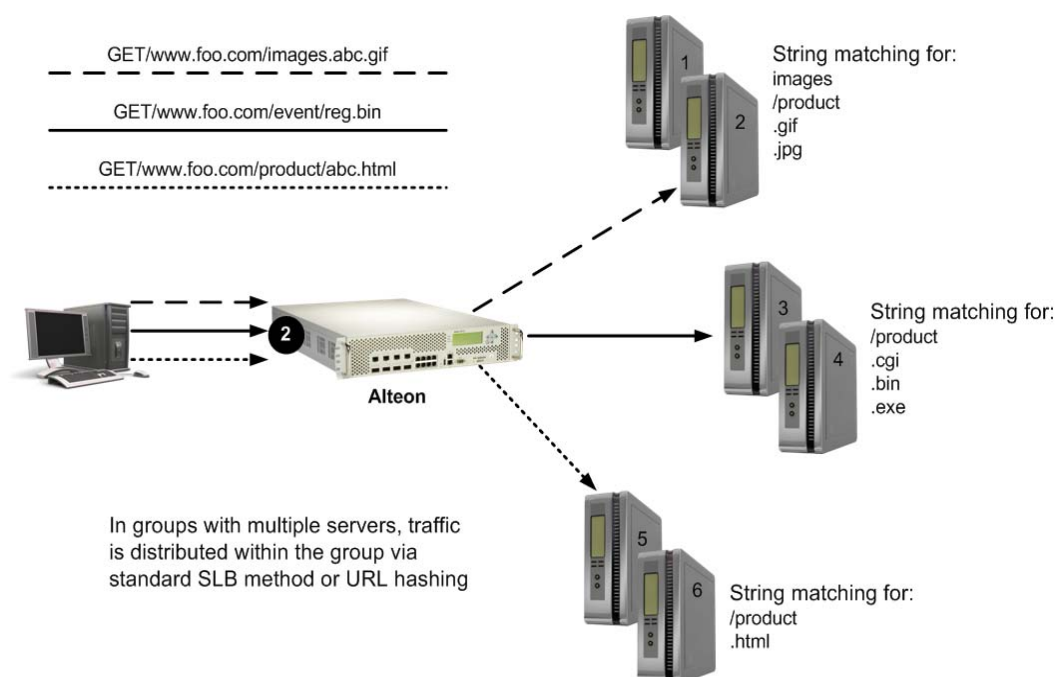 GET/www.foo.com/images.abc.gif
GET/www.foo.com/event/reg.bin
GET/www.foo.com/product/abc.html
1
2
String matching for:
images
/product
.gif
.jpg
2
Alteon
3
4
String matching for:
/product
.cgi
.bin
.exe
In groups with multiple servers, traffic
is distributed within the group via
standard SLB method or URL hashing
5
6
String matching for:
/product
.html